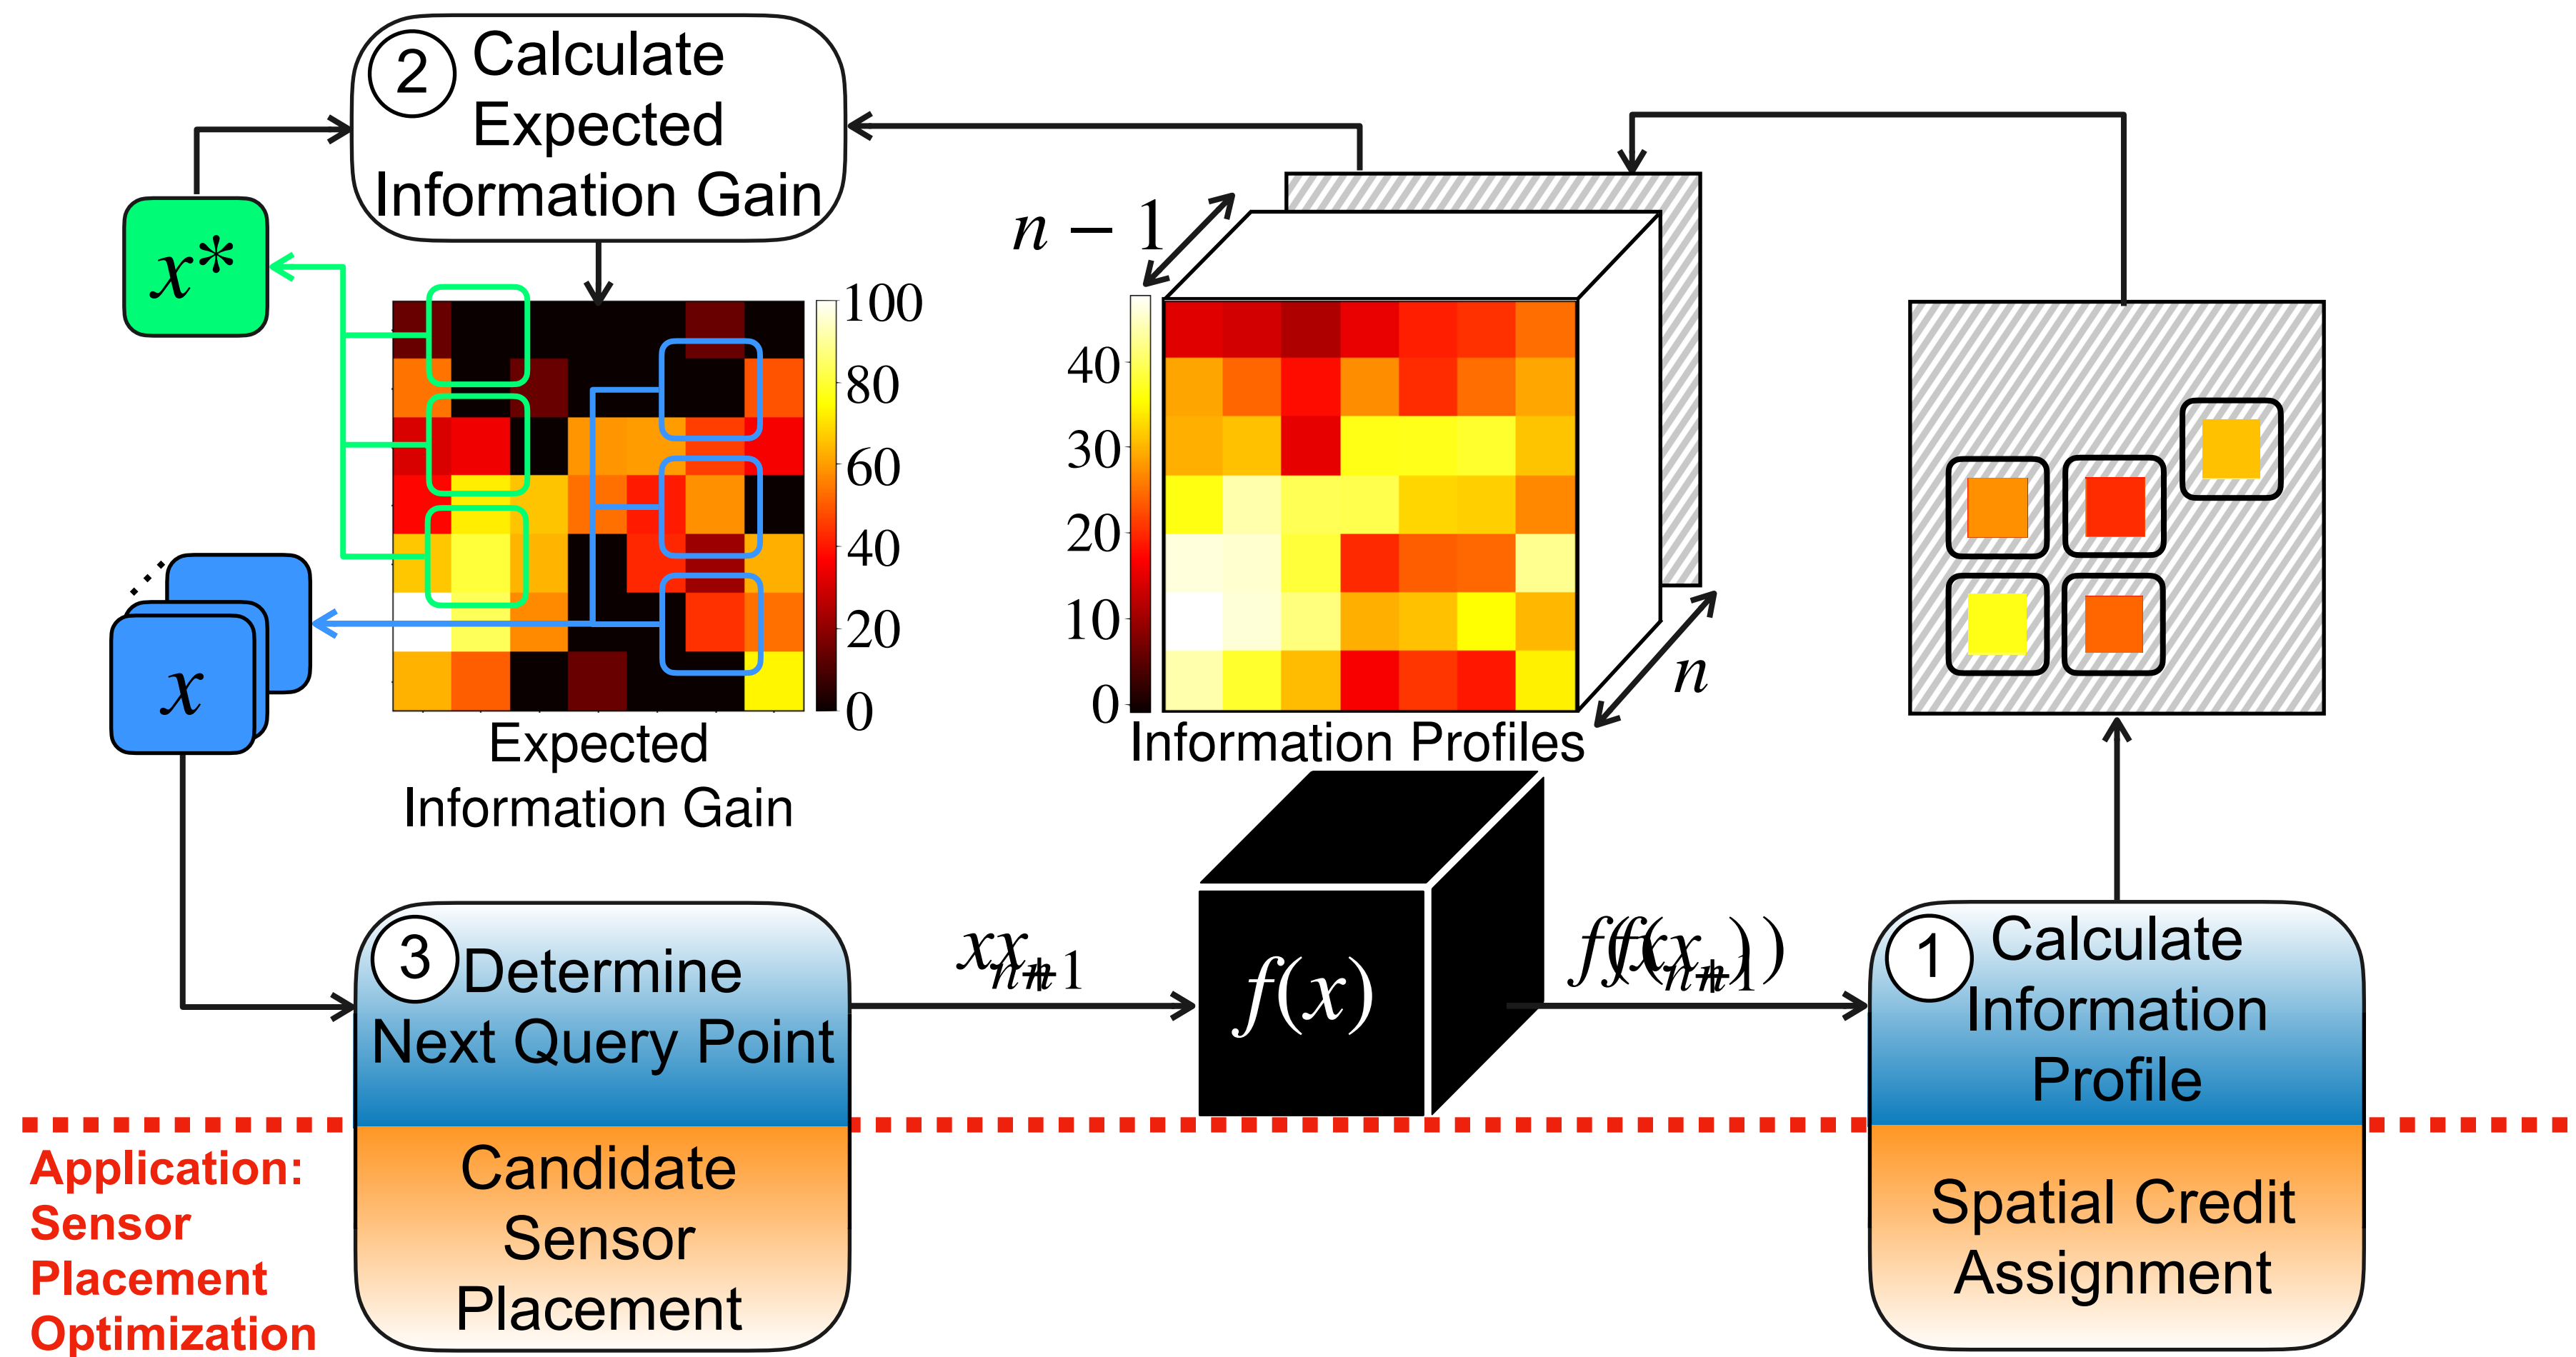 2
Calculate
Expected
Information Gain
x*
x
100
80
60
40
20
0
Expected
Information Gain
n − 1
40
30
20
10
0
n
Information Profiles
3
Determine
Next Query Point
Candidate
Sensor
Placement
f(x)
1
Calculate
Information
Profile
Spatial Credit
Assignment
Application:
Sensor
Placement
Optimization